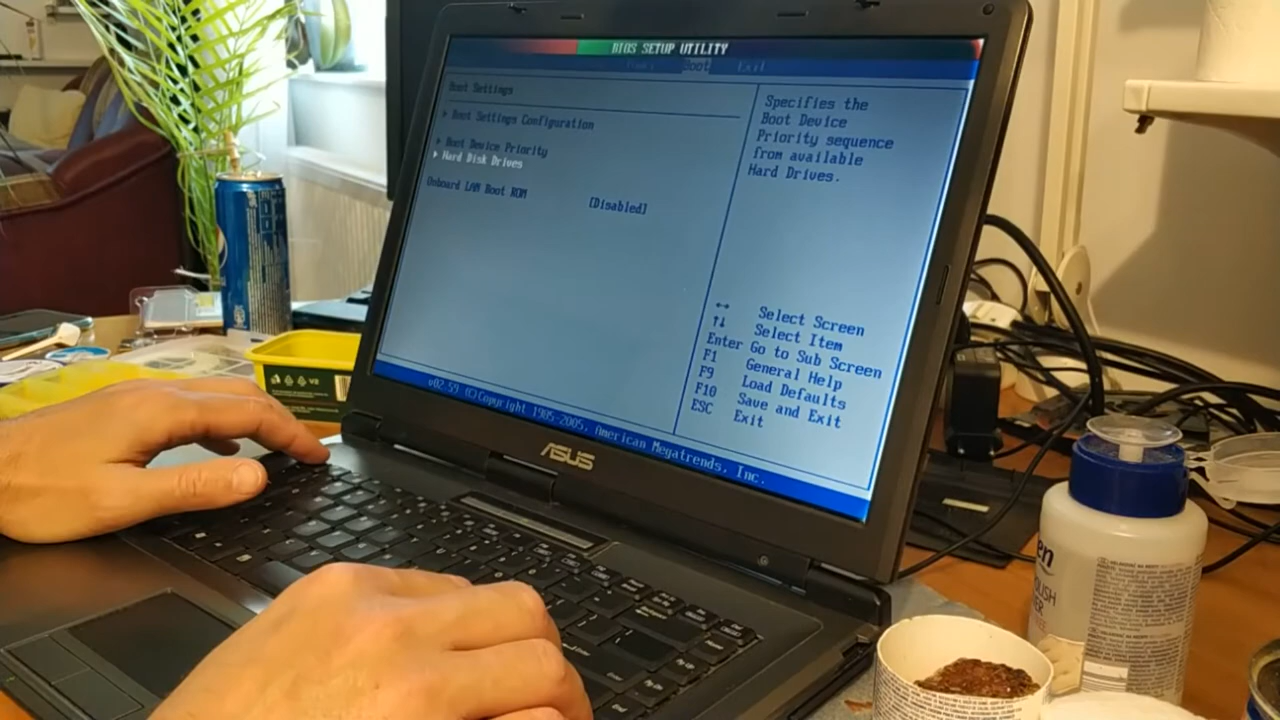 BIOS SETUP UTILITY
Boot Exit
Boot Settings
Boot Settings Configuration
Boot Device Priority
Hard Disk Drives
Onboard LAN Boot ROM [Disabled]
Specifies the
Boot Device
Priority sequence
from available
Hard Drives.
↔ Select Screen
↑↓ Select Item
Enter Go to Sub Screen
F1 General Help
F9 Load Defaults
F10 Save and Exit
ESC Exit
v02.59 (C)Copyright 1985-2005, American Megatrends, Inc.
ASUS